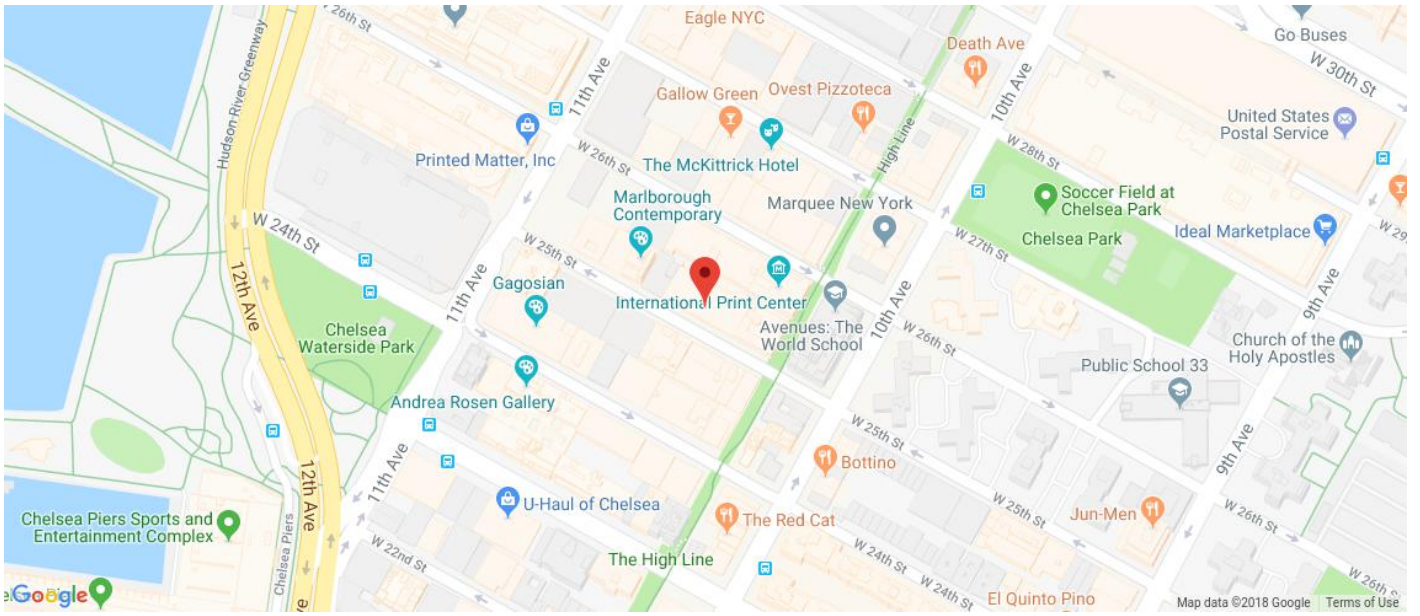 Hudson River Greenway
W 26th St
Eagle NYC
11th Ave
Death Ave
10th Ave
Go Buses
W 30th St
Gallow Green
Ovest Pizzoteca
United States
Postal Service
Printed Matter, Inc
W 26th St
The McKittrick Hotel
High Line
W 28th St
Marlborough
Contemporary
Marquee New York
Soccer Field at
Chelsea Park
Chelsea Park
Ideal Marketplace
W 24th St
W 25th St
W 27th St
12th Ave
11th Ave
Gagosian
International Print Center
Avenues: The
World School
10th Ave
W 26th St
9th Ave
Church of the
Holy Apostles
Chelsea
Waterside Park
Public School 33
Andrea Rosen Gallery
11th Ave
12th Ave
W 25th St
Bottino
9th Ave
Chelsea Piers Sports and
Entertainment Complex
Chelsea Piers
U-Haul of Chelsea
The Red Cat
W 25th St
Jun-Men
W 26th St
W 22nd St
The High Line
W 24th St
W 24th St
W 26th St
Google
El Quinto Pino
Map data ©2018 Google
Terms of Use